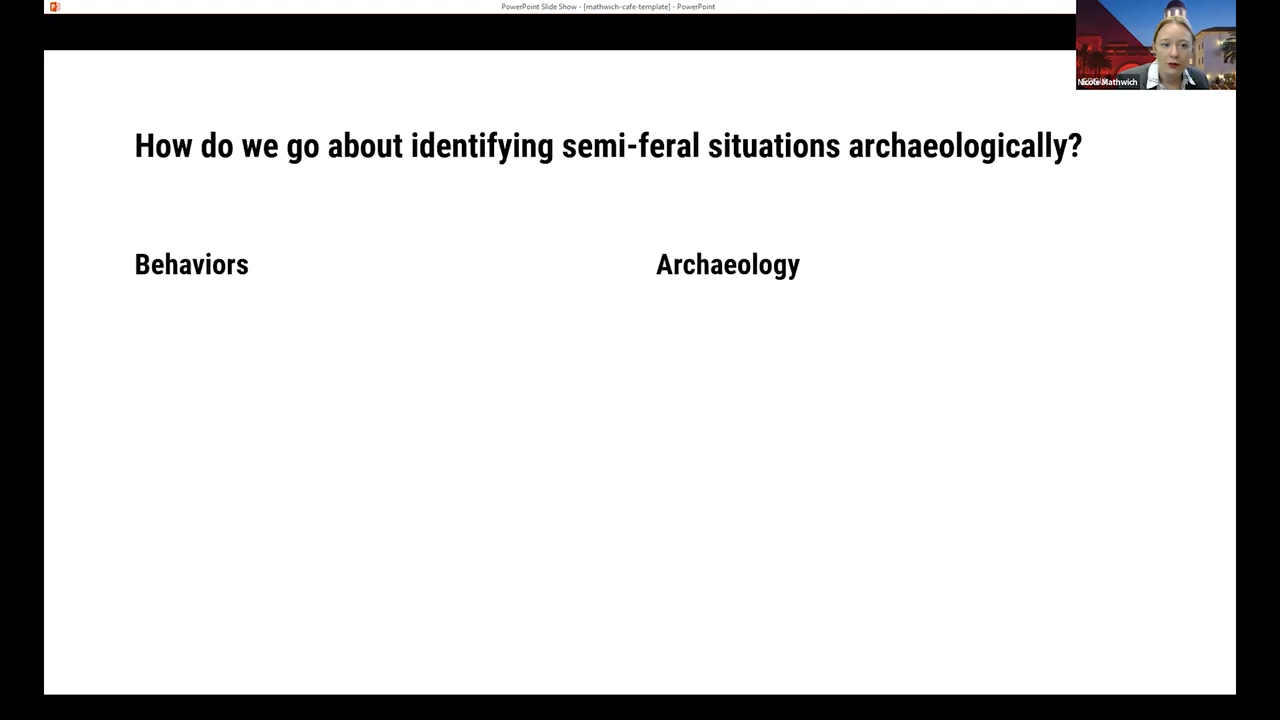 PowerPoint Slide Show - [mathwich-cafe-template] - PowerPoint
Nicole Mathwich
How do we go about identifying semi-feral situations archaeologically?
Behaviors
Archaeology